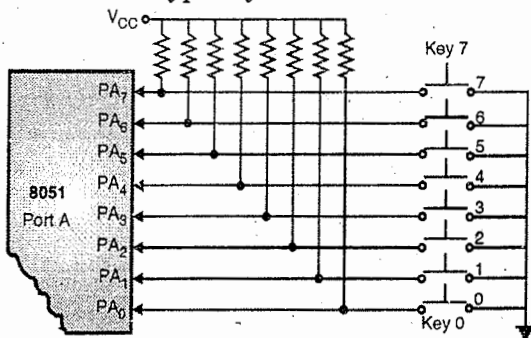 V_CC
Key 7
PA₇ 7
PA₆ 6
PA₅ 5
8051 PA₄ 4
Port A PA₃ 3
PA₂ 2
PA₁ 1
PA₀ 0
Key 0